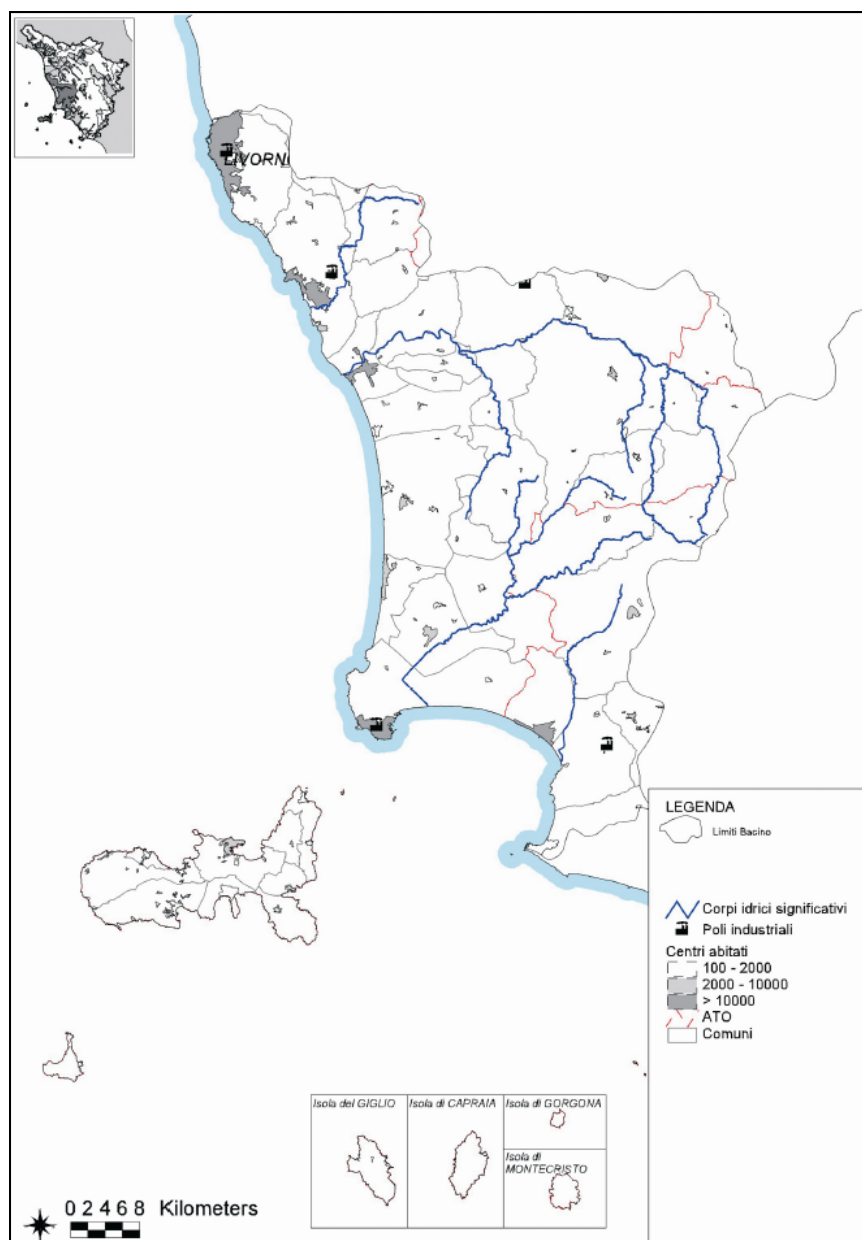 LIVORN
LEGENDA
Limiti Bacino
Corpi idrici significativi
Poli industriali
Centri abitati
100 - 2000
2000 - 10000
> 10000
ATO
Comuni
Isola del GIGLIO
Isola di CAPRAIA
Isola di GORGONA
Isola di
MONTECRISTO
0 2 4 6 8 Kilometers